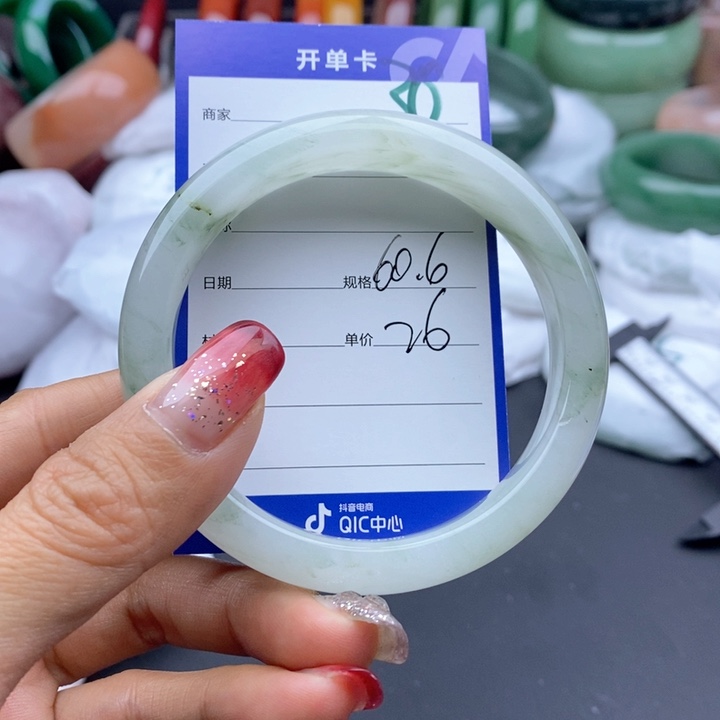 开单卡
商家
日期 规格 60.6
单价 26
抖音电商
QIC中心